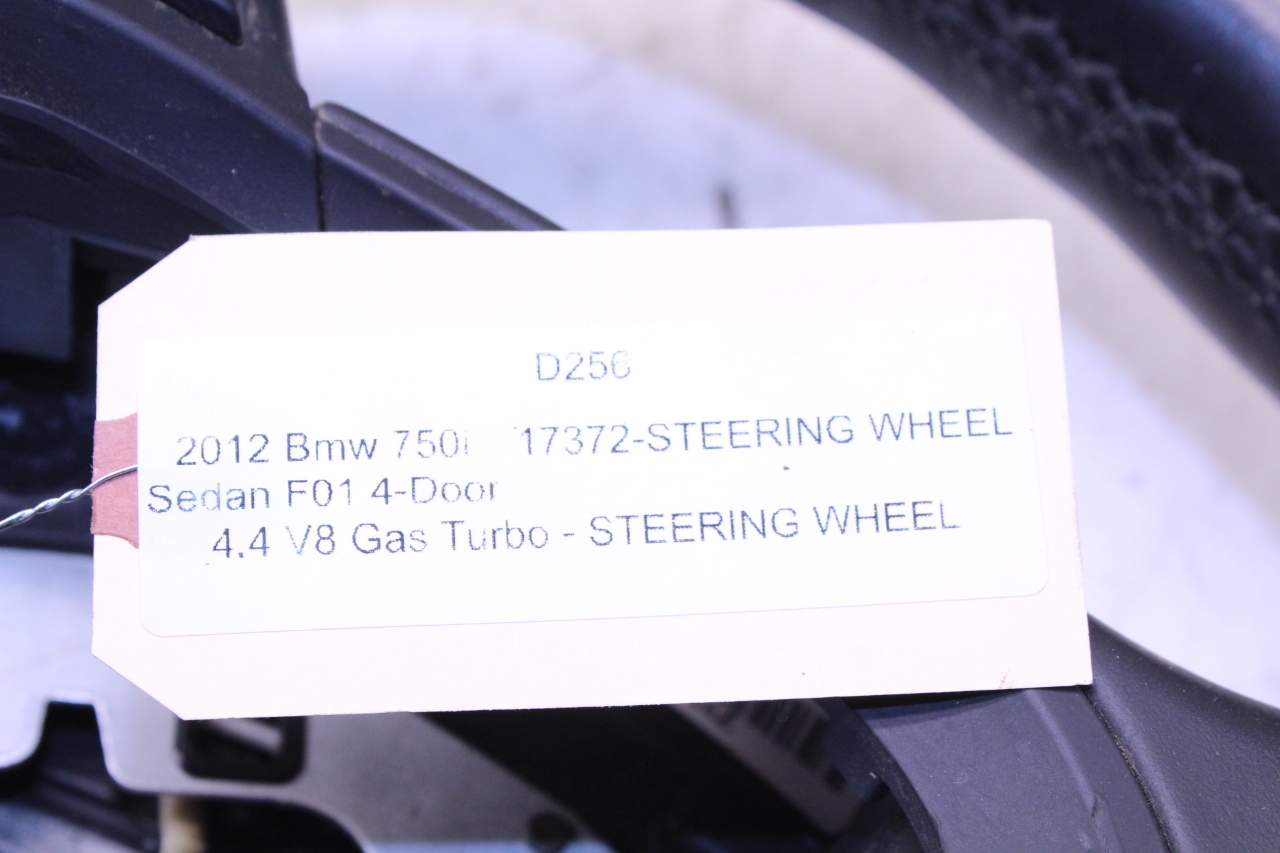 D256
2012 Bmw 750i 17372-STEERING WHEEL
Sedan F01 4-Door
4.4 V8 Gas Turbo - STEERING WHEEL